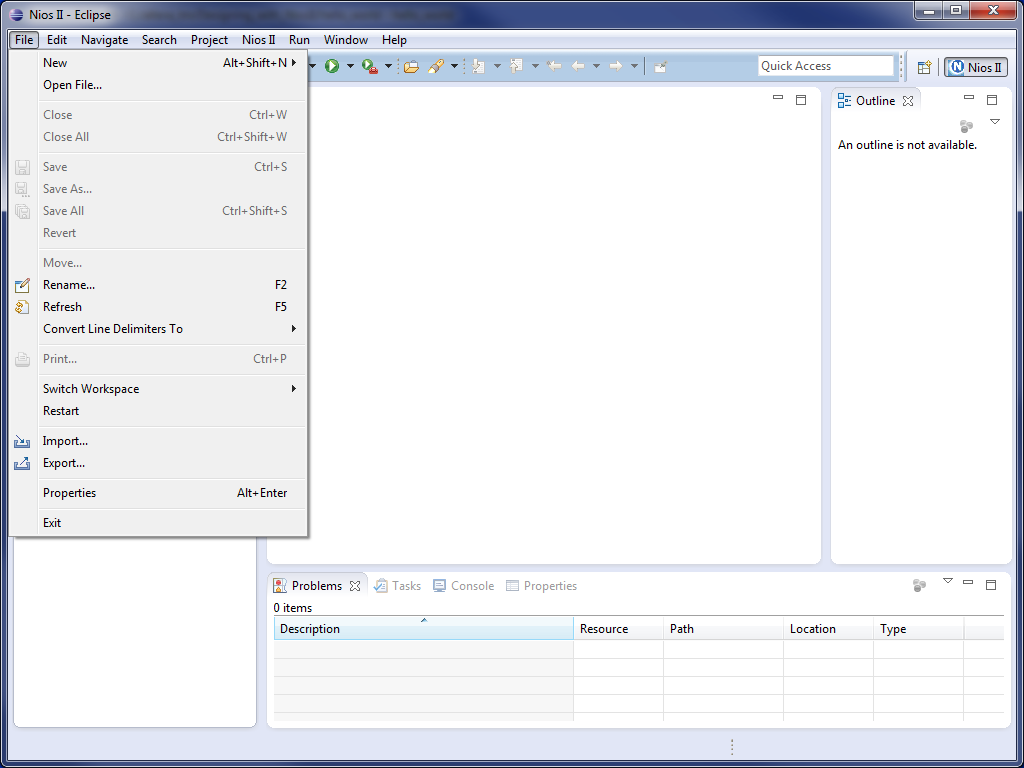 Nios II - Eclipse
File Edit Navigate Search Project Nios II Run Window Help
New Alt+Shift+N
Open File...
Close Ctrl+W
Close All Ctrl+Shift+W
Save Ctrl+S
Save As...
Save All Ctrl+Shift+S
Revert
Move...
Rename... F2
Refresh F5
Convert Line Delimiters To
Print... Ctrl+P
Switch Workspace
Restart
Import...
Export...
Properties Alt+Enter
Exit
Quick Access
Nios II
Outline
An outline is not available.
Problems Tasks Console Properties
0 items
Description Resource Path Location Type